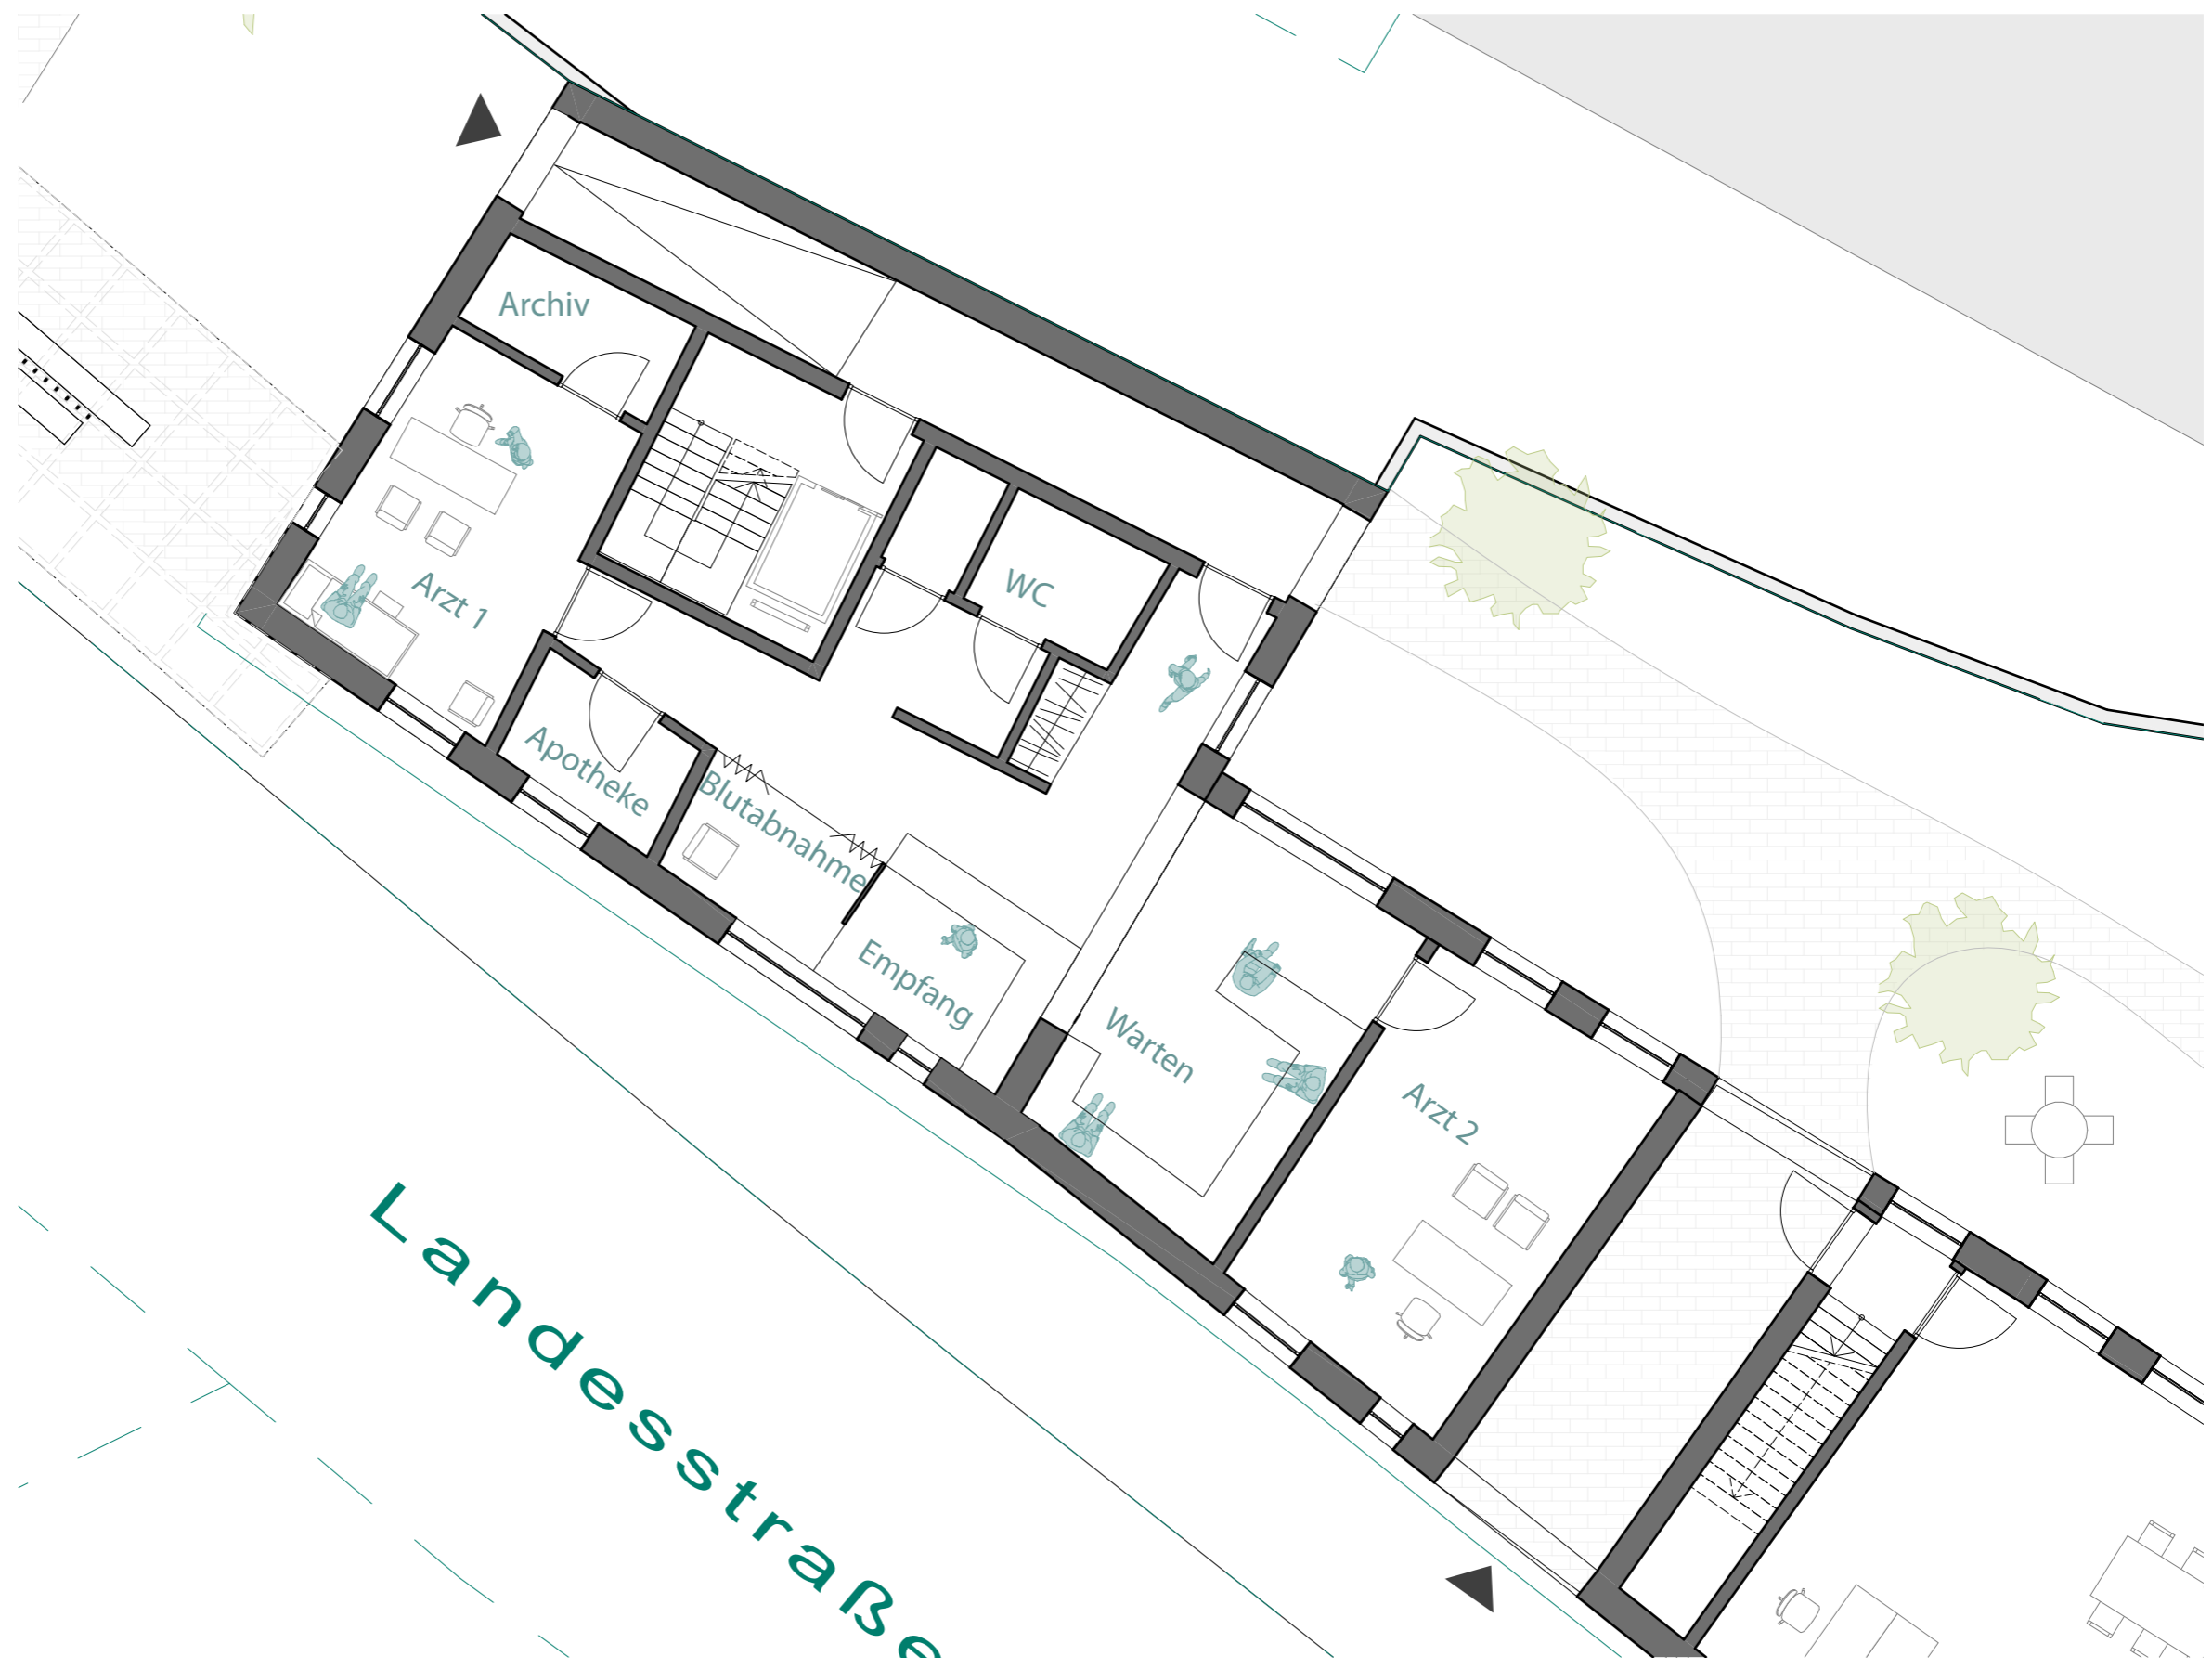 Archiv
WC
Arzt 1
Apotheke
Blutabnahme
Empfang
Warten
Arzt 2
Landesstraße